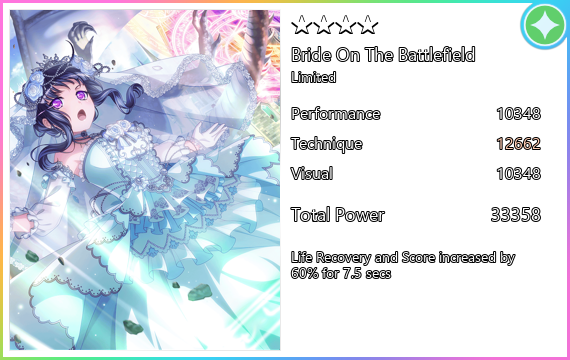 Bride On The Battlefield
Limited
Performance 10348
Technique 12662
Visual 10348
Total Power 33358
Life Recovery and Score increased by
60% for 7.5 secs